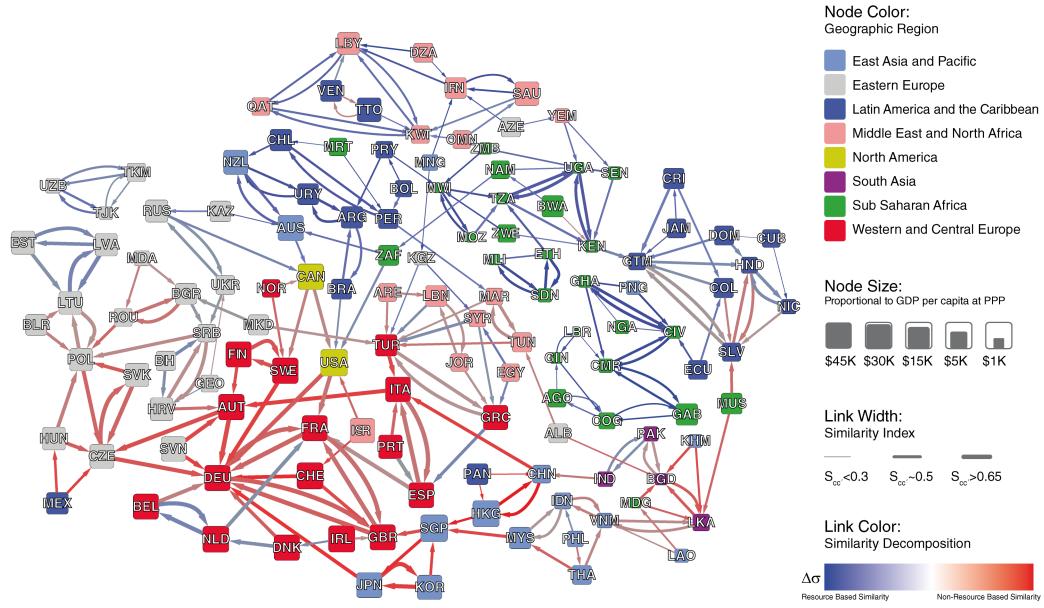 LBY
DZA
VEN
IRN
SAU
QAT
TTO
YEM
KWT
OMN
AZE
CHL
MRT
PRY
ZMB
NZL
MNG
NAM
UGA
SEN
TKM
UZB
BOL
MWI
CRI
URY
TZA
BWA
TJK
RUS
KAZ
ARG
PER
AUS
MOZ
ZWE
JAM
DOM
CUB
EST
LVA
KEN
MDA
ZAF
KGZ
ETH
MLI
GTM
HND
UKR
CAN
BRA
NOR
GHA
PNG
COL
LTU
BGR
ARE
LBN
MAR
SDN
NIC
BLR
ROU
SRB
MKD
SYR
NGA
LBR
CIV
TUR
TUN
FIN
USA
SLV
POL
BIH
GIN
CMR
SVK
SWE
JOR
EGY
ECU
GEO
ITA
AGO
MUS
HRV
AUT
COG
GAB
GRC
FRA
ISR
ALB
PAK
KHM
HUN
SVN
PRT
CZE
DEU
CHE
PAN
CHN
IND
BGD
MEX
ESP
BEL
IDN
MDG
HKG
VNM
LKA
SGP
NLD
DNK
IRL
GBR
MYS
PHL
LAO
THA
JPN
KOR
Node Color:
Geographic Region
East Asia and Pacific
Eastern Europe
Latin America and the Caribbean
Middle East and North Africa
North America
South Asia
Sub Saharan Africa
Western and Central Europe
Node Size:
Proportional to GDP per capita at PPP
$45K $30K $15K $5K $1K
Link Width:
Similarity Index
Scc<0.3 Scc~0.5 Scc>0.65
Link Color:
Similarity Decomposition
Δσ
Resource Based Similarity Non-Resource Based Similarity